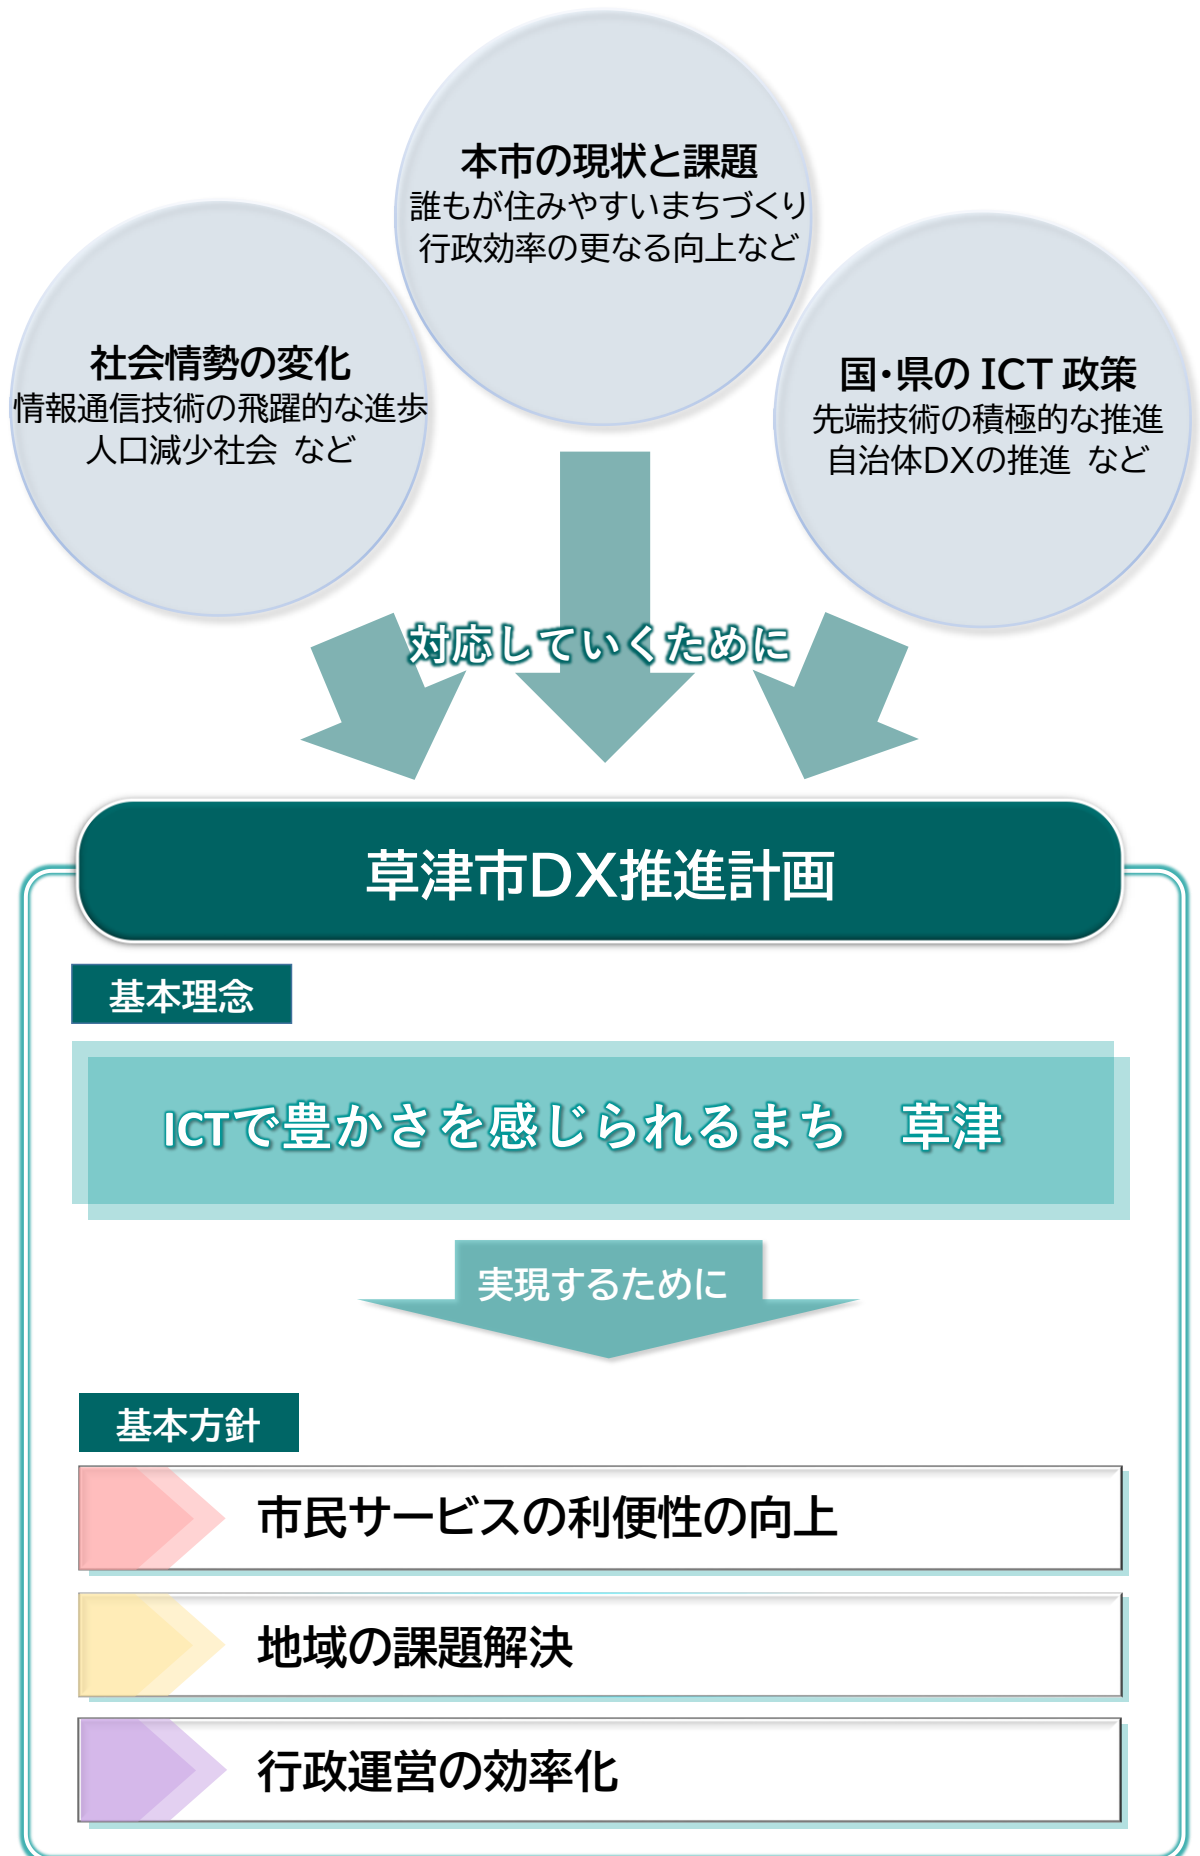 本市の現状と課題
誰もが住みやすいまちづくり
行政効率の更なる向上など
社会情勢の変化
情報通信技術の飛躍的な進歩
人口減少社会 など
国・県の ICT 政策
先端技術の積極的な推進
自治体DXの推進 など
対応していくために
草津市DX推進計画
基本理念
ICTで豊かさを感じられるまち　草津
実現するために
基本方針
市民サービスの利便性の向上
地域の課題解決
行政運営の効率化